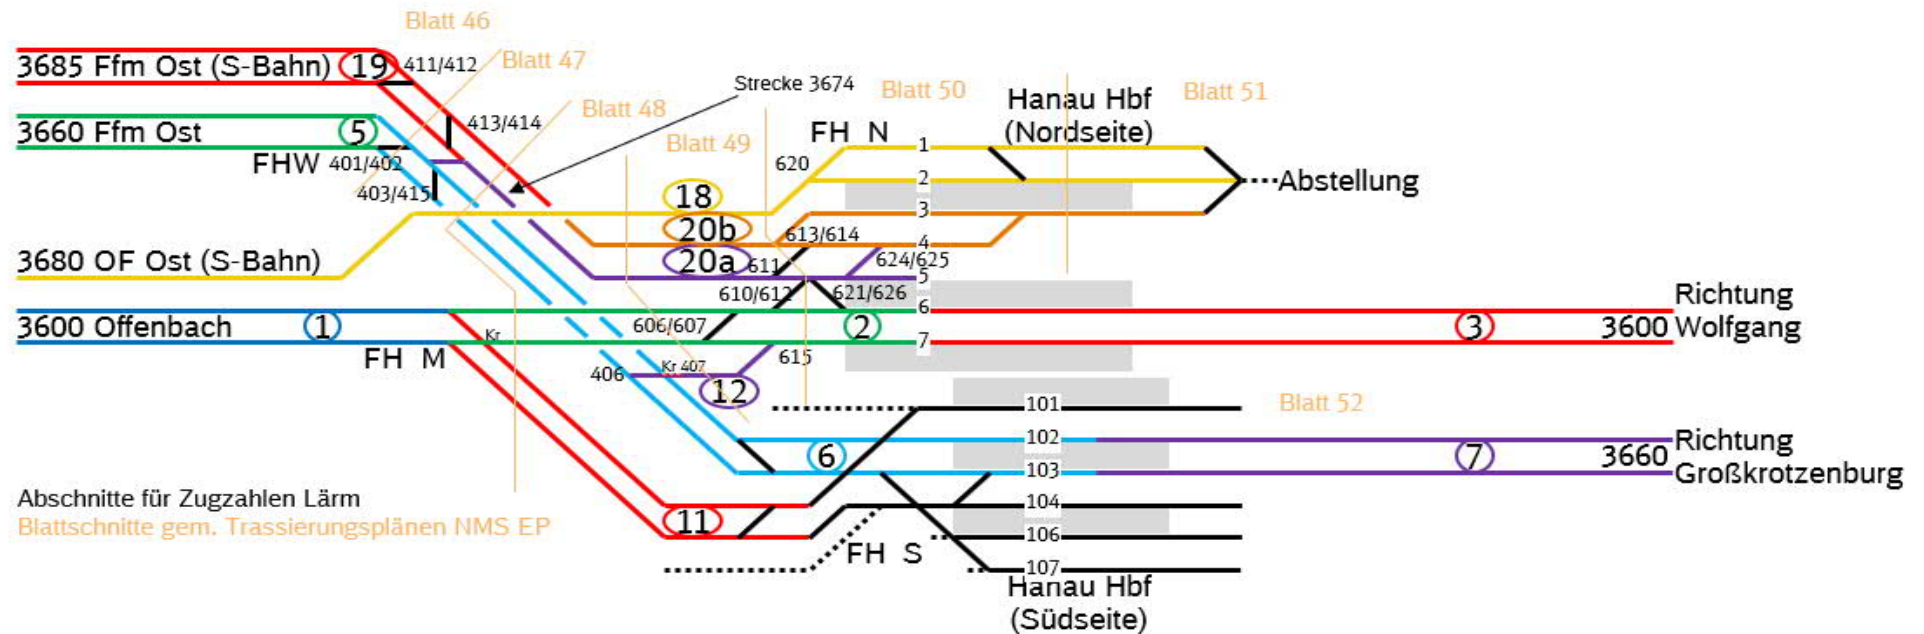 Blatt 46
3685 Ffm Ost (S-Bahn)
19
411/412
Blatt 47
Strecke 3674
Blatt 48
Blatt 50
Hanau Hbf
(Nordseite)
Blatt 51
3660 Ffm Ost
5
413/414
FH N
1
Blatt 49
FHW
401/402
620
2
Abstellung
403/415
18
3
20b
613/614
4
3680 OF Ost (S-Bahn)
20a
611
624/625
5
610/612
621/626
6
Richtung
Wolfgang
3600 Offenbach
1
Kr
606/607
2
7
3
3600
FH M
615
406
Kr 407
12
101
Blatt 52
102
6
7
3660
Richtung
Großkrotzenburg
103
Abschnitte für Zugzahlen Lärm
Blattschnitte gem. Trassierungsplänen NMS EP
11
104
106
FH S
107
Hanau Hbf
(Südseite)